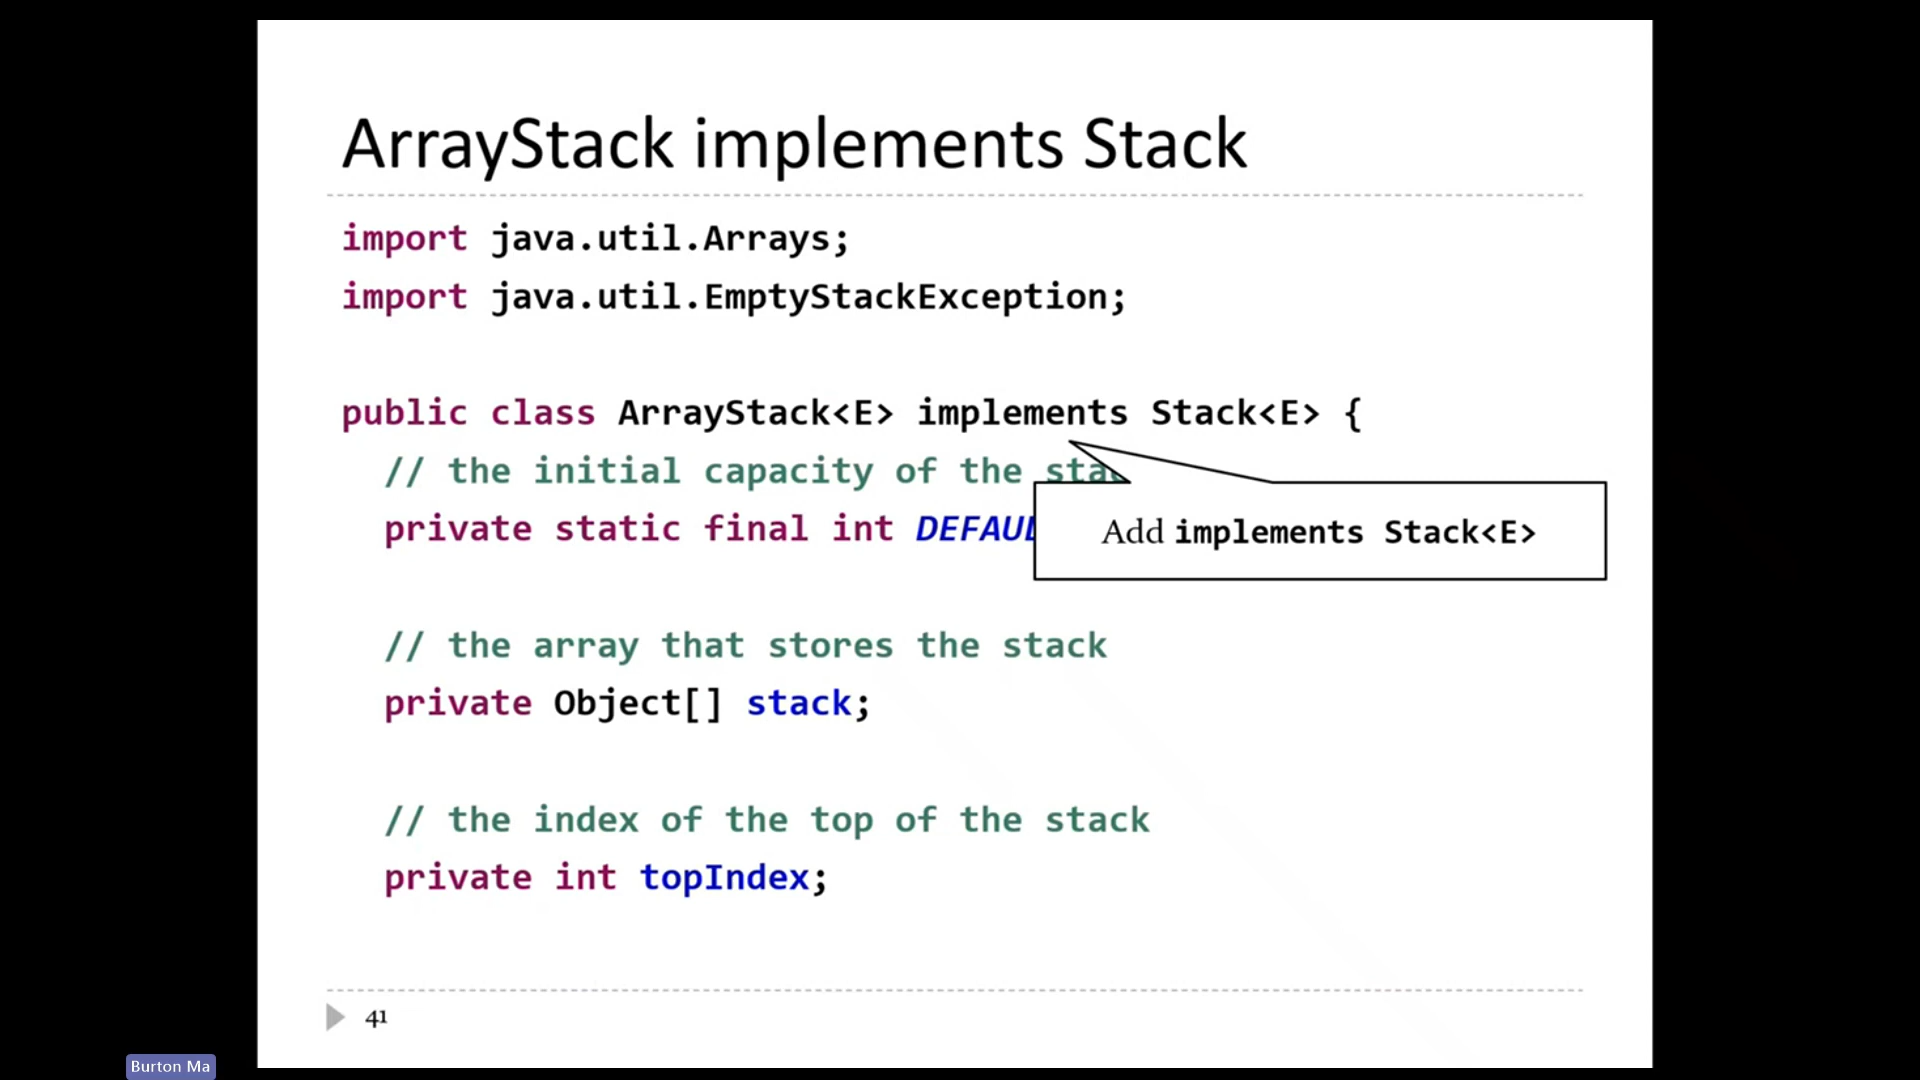 ArrayStack implements Stack
import java.util.Arrays;
import java.util.EmptyStackException;
public class ArrayStack<E> implements Stack<E> {
// the initial capacity of the
private static final int
Add implements Stack<E>
// the array that stores the stack
private Object[] stack;
// the index of the top of the stack
private int topIndex;
41
Burton Ma